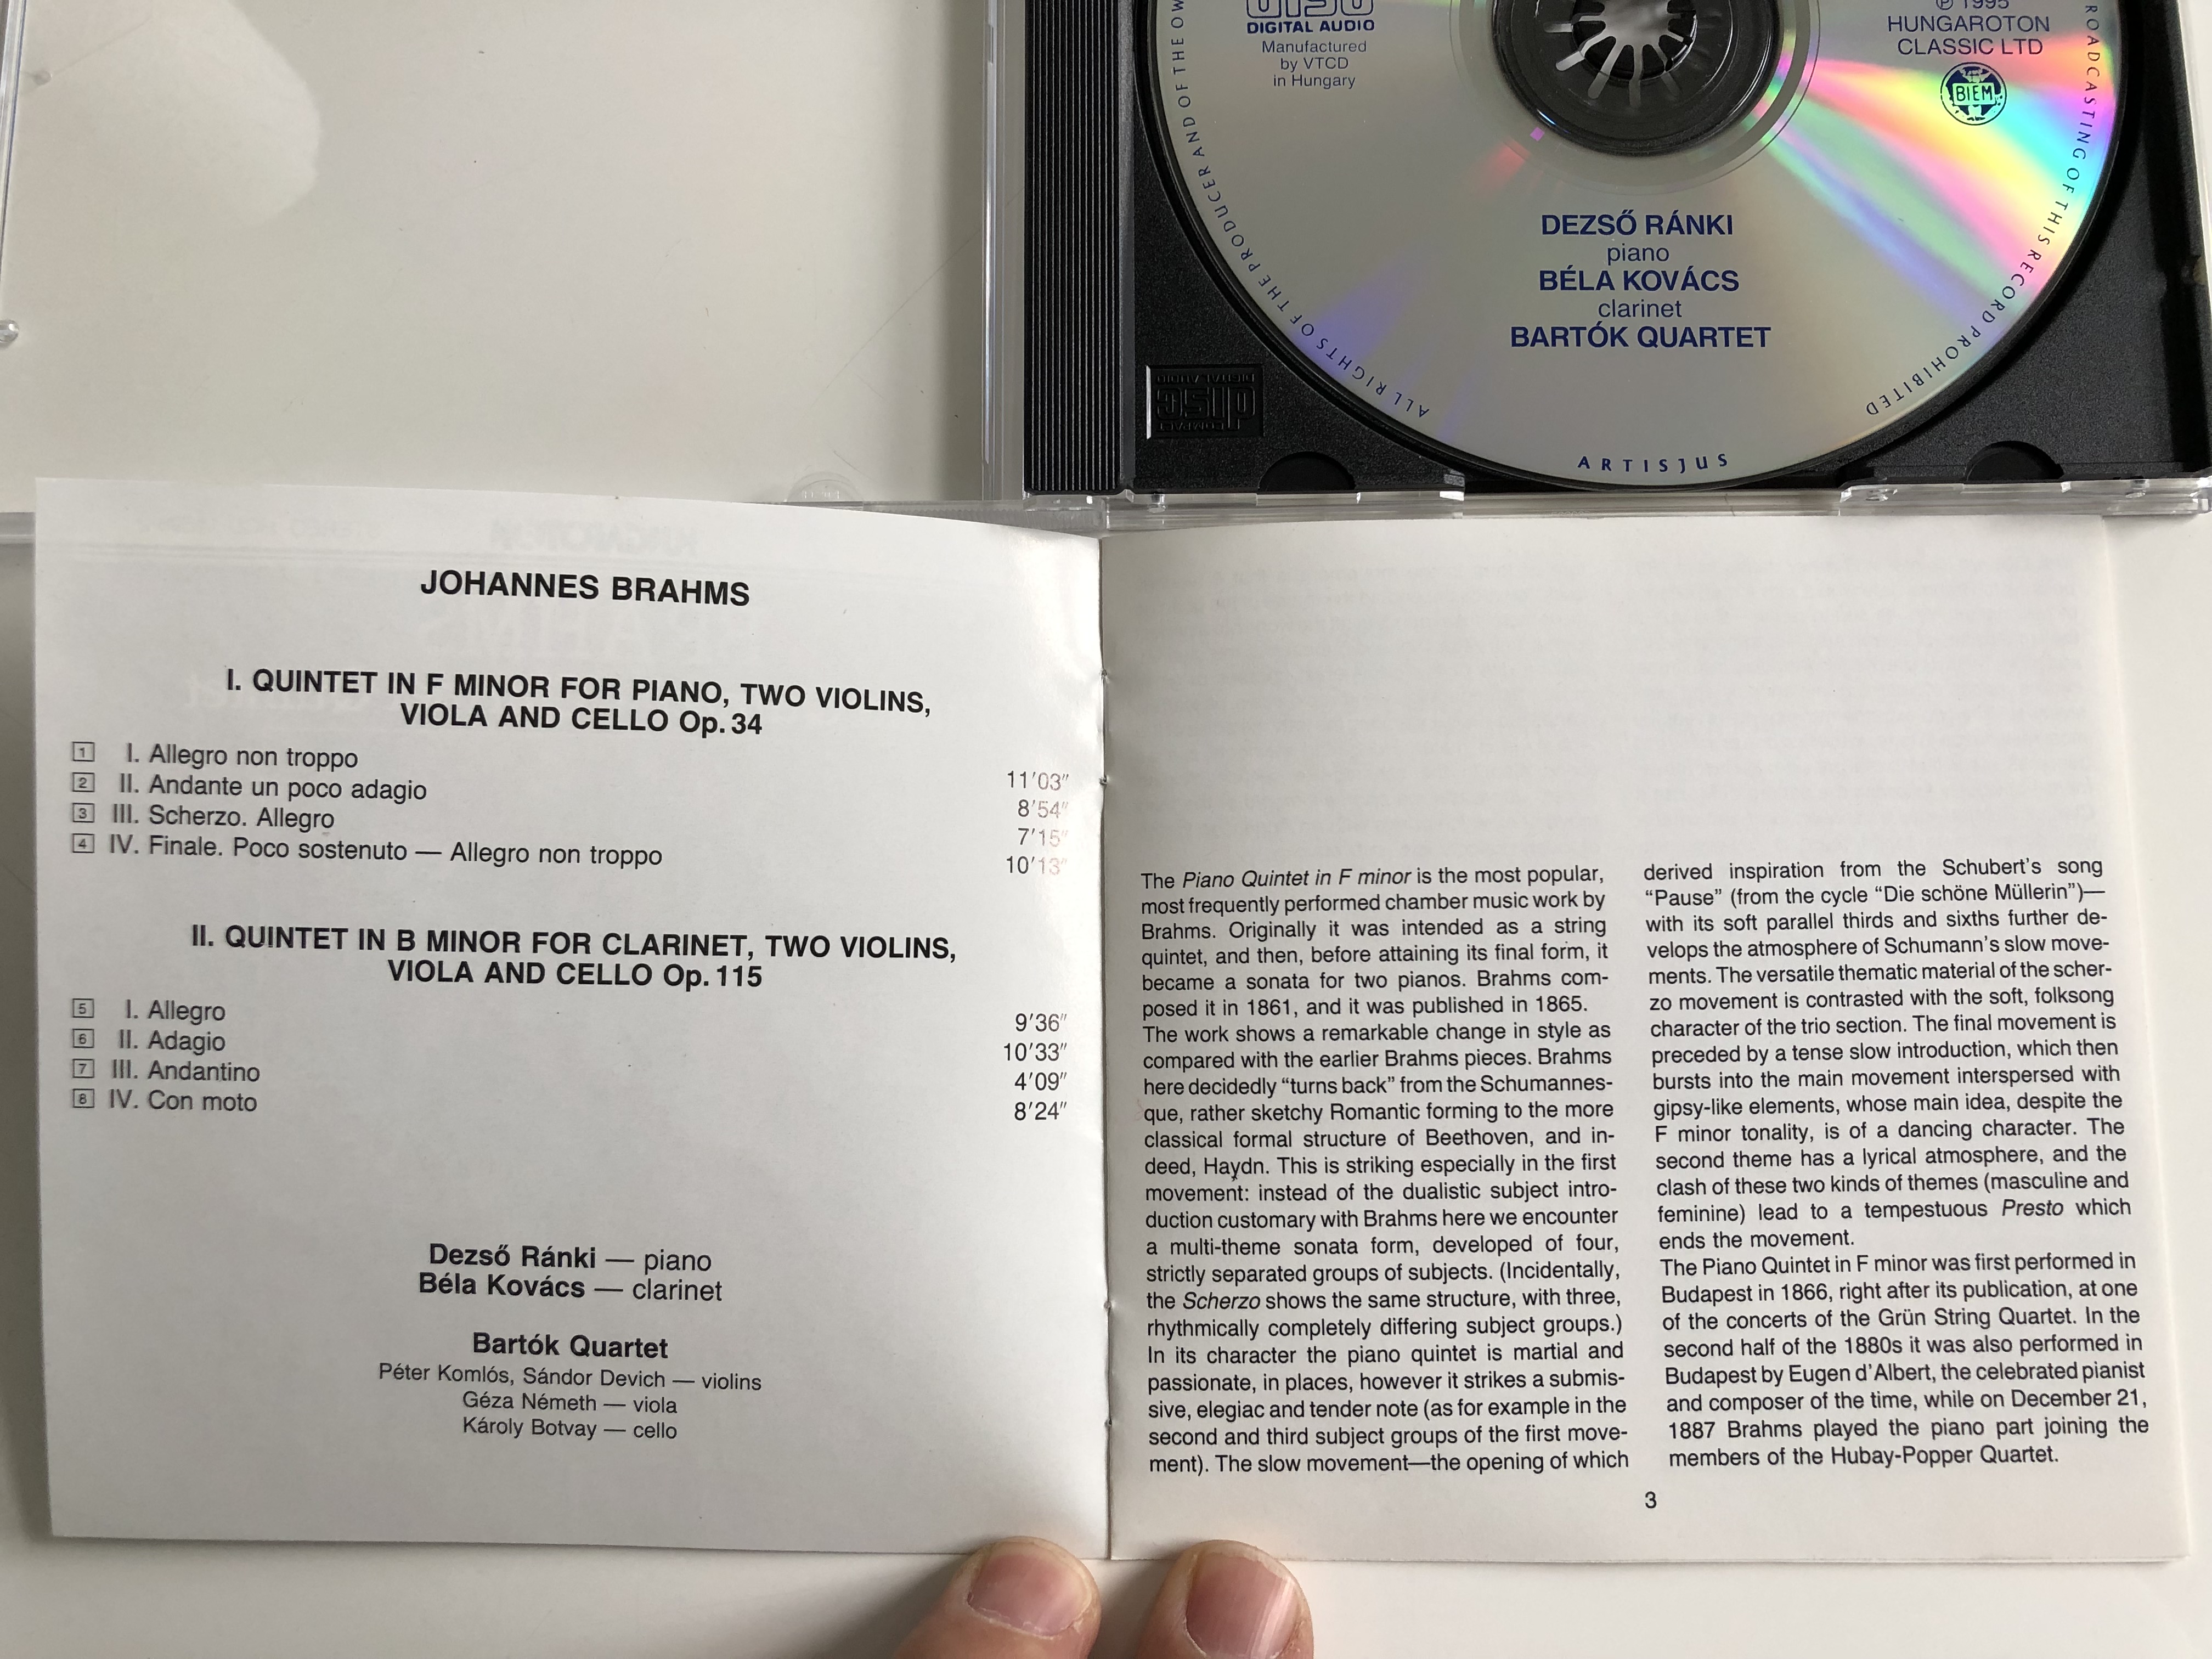 DIGITAL AUDIO
Manufactured
by VTCD
in Hungary
℗ 1995
HUNGAROTON
CLASSIC LTD
BIEM
DEZSŐ RÁNKI
piano
BÉLA KOVÁCS
clarinet
BARTÓK QUARTET
ALL RIGHTS OF THE PRODUCER AND OF THE
BROADCASTING OF THIS RECORD PROHIBITED
ARTISJUS
COMPACT
disc
DIGITAL AUDIO
JOHANNES BRAHMS
I. QUINTET IN F MINOR FOR PIANO, TWO VIOLINS,
VIOLA AND CELLO Op. 34
1 I. Allegro non troppo 11′03″
2 II. Andante un poco adagio 8′54″
3 III. Scherzo. Allegro 7′15″
4 IV. Finale. Poco sostenuto — Allegro non troppo 10′13″
II. QUINTET IN B MINOR FOR CLARINET, TWO VIOLINS,
VIOLA AND CELLO Op. 115
5 I. Allegro 9′36″
6 II. Adagio 10′33″
7 III. Andantino 4′09″
8 IV. Con moto 8′24″
Dezső Ránki — piano
Béla Kovács — clarinet
Bartók Quartet
Péter Komlós, Sándor Devich — violins
Géza Németh — viola
Károly Botvay — cello
The Piano Quintet in F minor is the most popular,
most frequently performed chamber music work by
Brahms. Originally it was intended as a string
quintet, and then, before attaining its final form, it
became a sonata for two pianos. Brahms com-
posed it in 1861, and it was published in 1865.
The work shows a remarkable change in style as
compared with the earlier Brahms pieces. Brahms
here decidedly “turns back” from the Schumannes-
que, rather sketchy Romantic forming to the more
classical formal structure of Beethoven, and in-
deed, Haydn. This is striking especially in the first
movement: instead of the dualistic subject intro-
duction customary with Brahms here we encounter
a multi-theme sonata form, developed of four,
strictly separated groups of subjects. (Incidentally,
the Scherzo shows the same structure, with three,
rhythmically completely differing subject groups.)
In its character the piano quintet is martial and
passionate, in places, however it strikes a submis-
sive, elegiac and tender note (as for example in the
second and third subject groups of the first move-
ment). The slow movement—the opening of which
derived inspiration from the Schubert's song
“Pause” (from the cycle “Die schöne Müllerin”)—
with its soft parallel thirds and sixths further de-
velops the atmosphere of Schumann's slow move-
ments. The versatile thematic material of the scher-
zo movement is contrasted with the soft, folksong
character of the trio section. The final movement is
preceded by a tense slow introduction, which then
bursts into the main movement interspersed with
gipsy-like elements, whose main idea, despite the
F minor tonality, is of a dancing character. The
second theme has a lyrical atmosphere, and the
clash of these two kinds of themes (masculine and
feminine) lead to a tempestuous Presto which
ends the movement.
The Piano Quintet in F minor was first performed in
Budapest in 1866, right after its publication, at one
of the concerts of the Grün String Quartet. In the
second half of the 1880s it was also performed in
Budapest by Eugen d'Albert, the celebrated pianist
and composer of the time, while on December 21,
1887 Brahms played the piano part joining the
members of the Hubay-Popper Quartet.
3